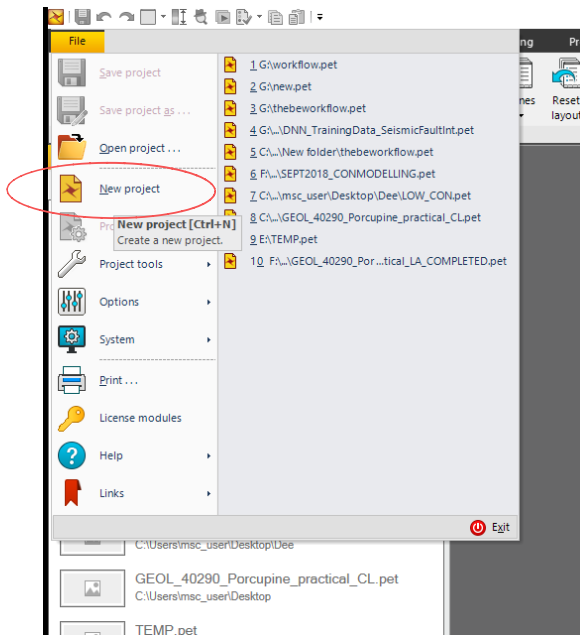 File
ng
Pr
Save project
Save project as ...
Open project ...
New project
Pro
New project [Ctrl+N]
Create a new project.
Project tools
Options
System
Print ...
License modules
Help
Links
1 G:\workflow.pet
2 G:\new.pet
3 G:\thebeworkflow.pet
4 G:\...\DNN_TrainingData_SeismicFaultInt.pet
5 C:\...\New folder\thebeworkflow.pet
6 F:\...\SEPT2018_CONMODELLING.pet
7 C:\...\msc_user\Desktop\Dee\LOW_CON.pet
8 C:\...\GEOL_40290_Porcupine_practical_CL.pet
9 E:\TEMP.pet
10 F:\...\GEOL_40290_Por...tical_LA_COMPLETED.pet
nes
Reset
layout
Exit
C:\Users\msc_user\Desktop\Dee
GEOL_40290_Porcupine_practical_CL.pet
C:\Users\msc_user\Desktop
TEMP.pet